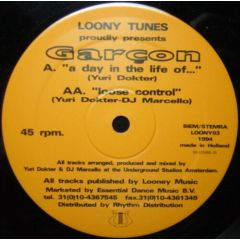 LOONY TUNES
proudly presents
Garçon
A. "a day in the life of..."
(Yuri Dokter)
AA. "loose control"
(Yuri Dokter-DJ Marcello)
45 rpm.
BIEM/STEMRA
LOONY03
1994
made in Holland
All tracks arranged, produced and mixed by
Yuri Dokter & DJ Marcello at the Underground Studios Amsterdam.
All tracks published by Looney Music
Marketed by Essential Dance Music B.V.
tel. 31(0)10-4367545 fax.31(0)10-4361345
Distributed by Rhythm Distribution